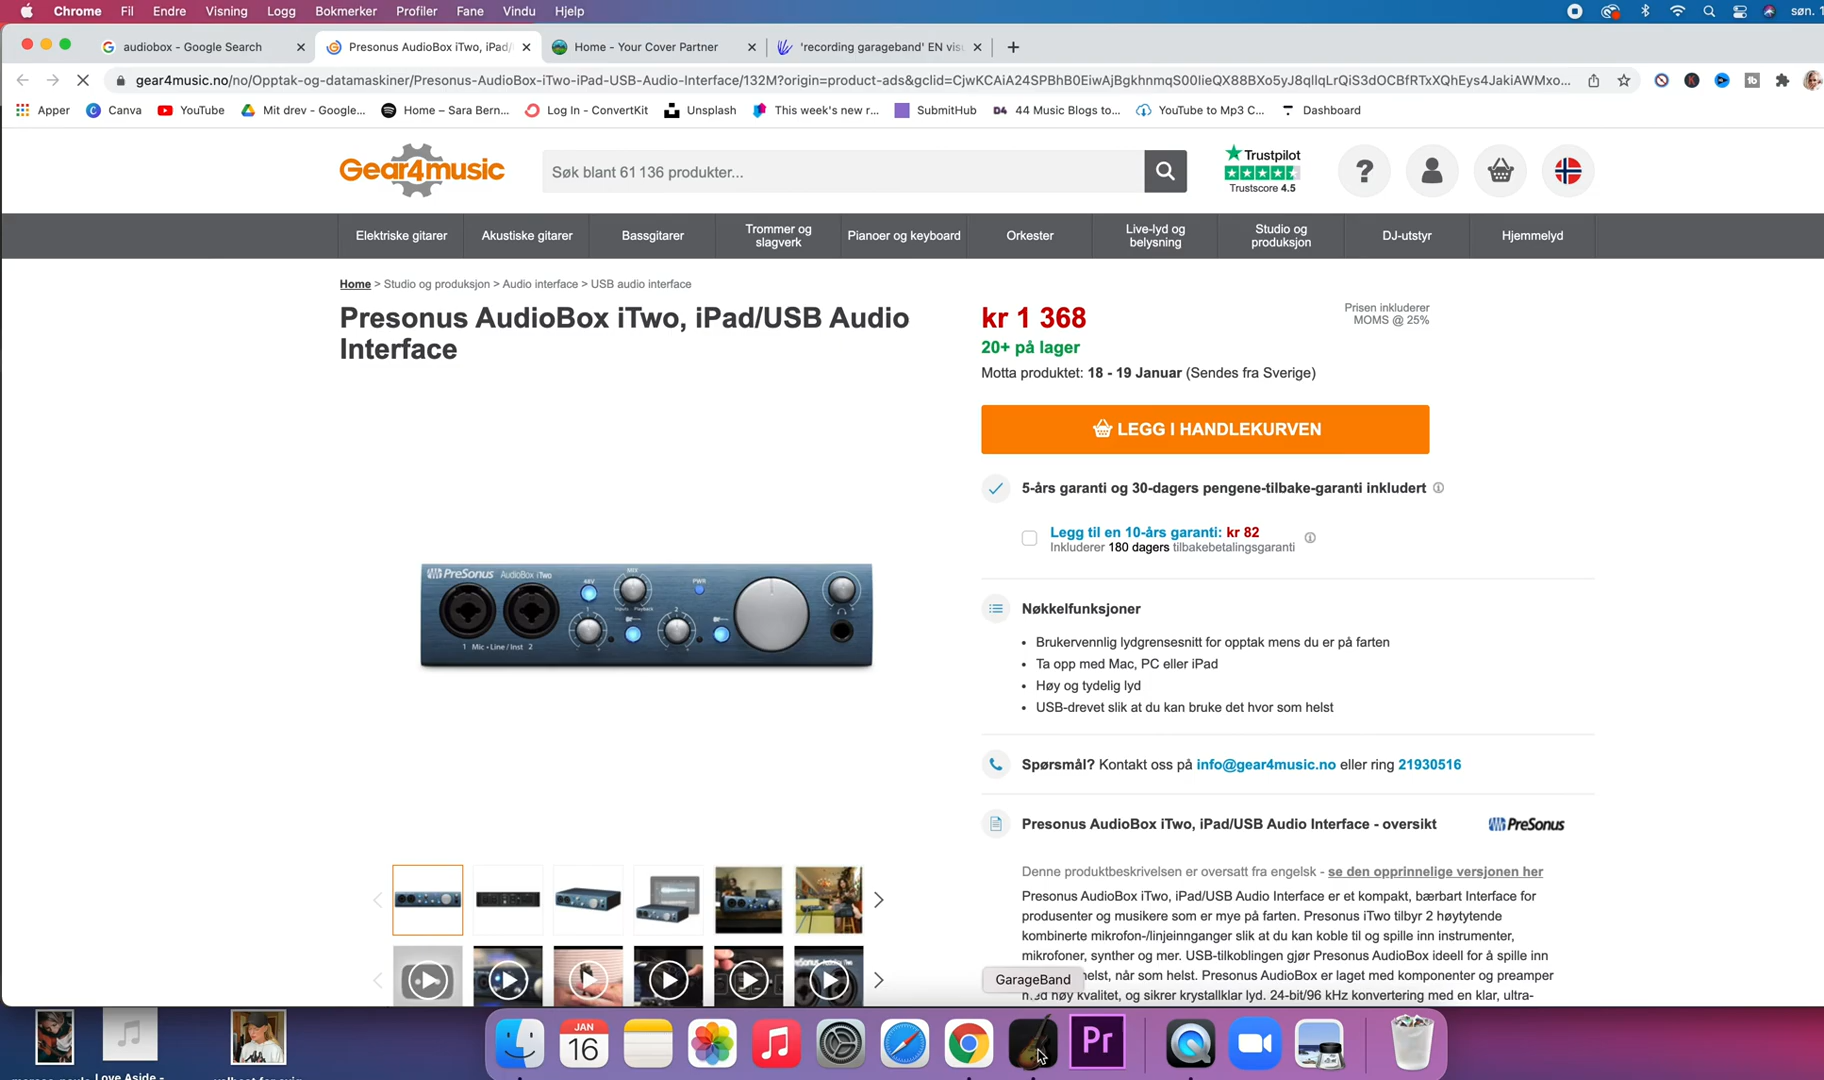 Chrome Fil Endre Visning Logg Bokmerker Profiler Fane Vindu Hjelp søn. 1
audiobox - Google Search
Presonus AudioBox iTwo, iPad/
Home - Your Cover Partner
'recording garageband' EN vis
gear4music.no/no/Opptak-og-datamaskiner/Presonus-AudioBox-iTwo-iPad-USB-Audio-Interface/132M?origin=product-ads&gclid=CjwKCAiA24SPBhB0EiwAjBgkhnmqS00IieQX88BXo5yJ8qlIqLrQiS3dOCBfRTxXQhEys4JakiAWMxo...
Apper Canva YouTube Mit drev - Google... Home – Sara Bern... Log In - ConvertKit Unsplash This week's new r... SubmitHub 44 Music Blogs to... YouTube to Mp3 C... Dashboard
Gear4music
Søk blant 61 136 produkter...
Trustpilot
Trustscore 4.5
?
Elektriske gitarer
Akustiske gitarer
Bassgitarer
Trommer og
slagverk
Pianoer og keyboard
Orkester
Live-lyd og
belysning
Studio og
produksjon
DJ-utstyr
Hjemmelyd
Home > Studio og produksjon > Audio interface > USB audio interface
Presonus AudioBox iTwo, iPad/USB Audio
Interface
kr 1 368
Prisen inkluderer
MOMS @ 25%
20+ på lager
Motta produktet: 18 - 19 Januar (Sendes fra Sverige)
LEGG I HANDLEKURVEN
5-års garanti og 30-dagers pengene-tilbake-garanti inkludert
Legg til en 10-års garanti: kr 82
Inkluderer 180 dagers tilbakebetalingsgaranti
Nøkkelfunksjoner
• Brukervennlig lydgrensesnitt for opptak mens du er på farten
• Ta opp med Mac, PC eller iPad
• Høy og tydelig lyd
• USB-drevet slik at du kan bruke det hvor som helst
PreSonus AudioBox iTwo
48V MIX PWR
Inputs Playback
1 2
1 Mic • Line / Inst 2
Spørsmål? Kontakt oss på info@gear4music.no eller ring 21930516
Presonus AudioBox iTwo, iPad/USB Audio Interface - oversikt
PreSonus
Denne produktbeskrivelsen er oversatt fra engelsk - se den opprinnelige versjonen her
Presonus AudioBox iTwo, iPad/USB Audio Interface er et kompakt, bærbart Interface for
produsenter og musikere som er mye på farten. Presonus iTwo tilbyr 2 høytytende
kombinerte mikrofon-/linjeinnganger slik at du kan koble til og spille inn instrumenter,
mikrofoner, synther og mer. USB-tilkoblingen gjør Presonus AudioBox ideell for å spille inn
helst, når som helst. Presonus AudioBox er laget med komponenter og preamper
høy kvalitet, og sikrer krystallklar lyd. 24-bit/96 kHz konvertering med en klar, ultra-
GarageBand
JAN
16
Pr
Love Aside -